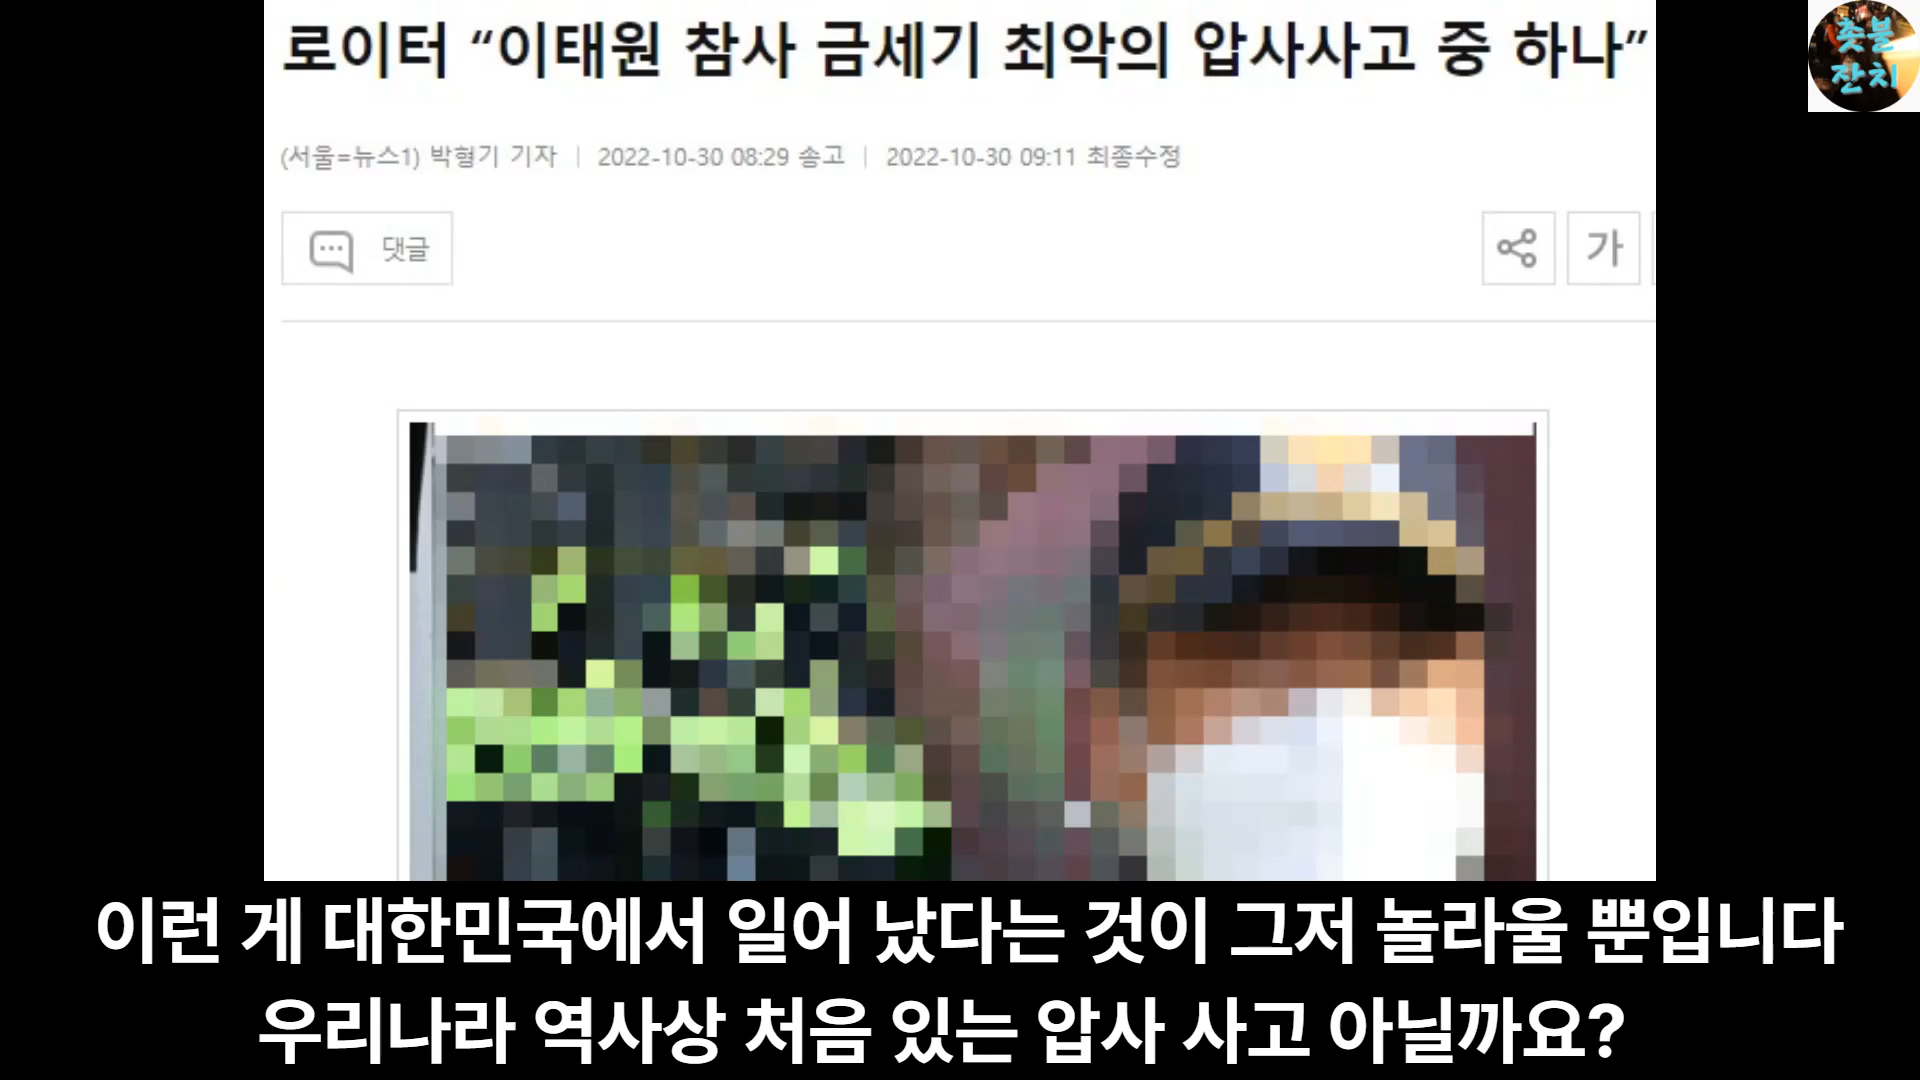 로이터 “이태원 참사 금세기 최악의 압사사고 중 하나”
촛불
잔치
(서울=뉴스1) 박형기 기자 | 2022-10-30 08:29 송고 | 2022-10-30 09:11 최종수정
댓글
가
이런 게 대한민국에서 일어 났다는 것이 그저 놀라울 뿐입니다
우리나라 역사상 처음 있는 압사 사고 아닐까요?